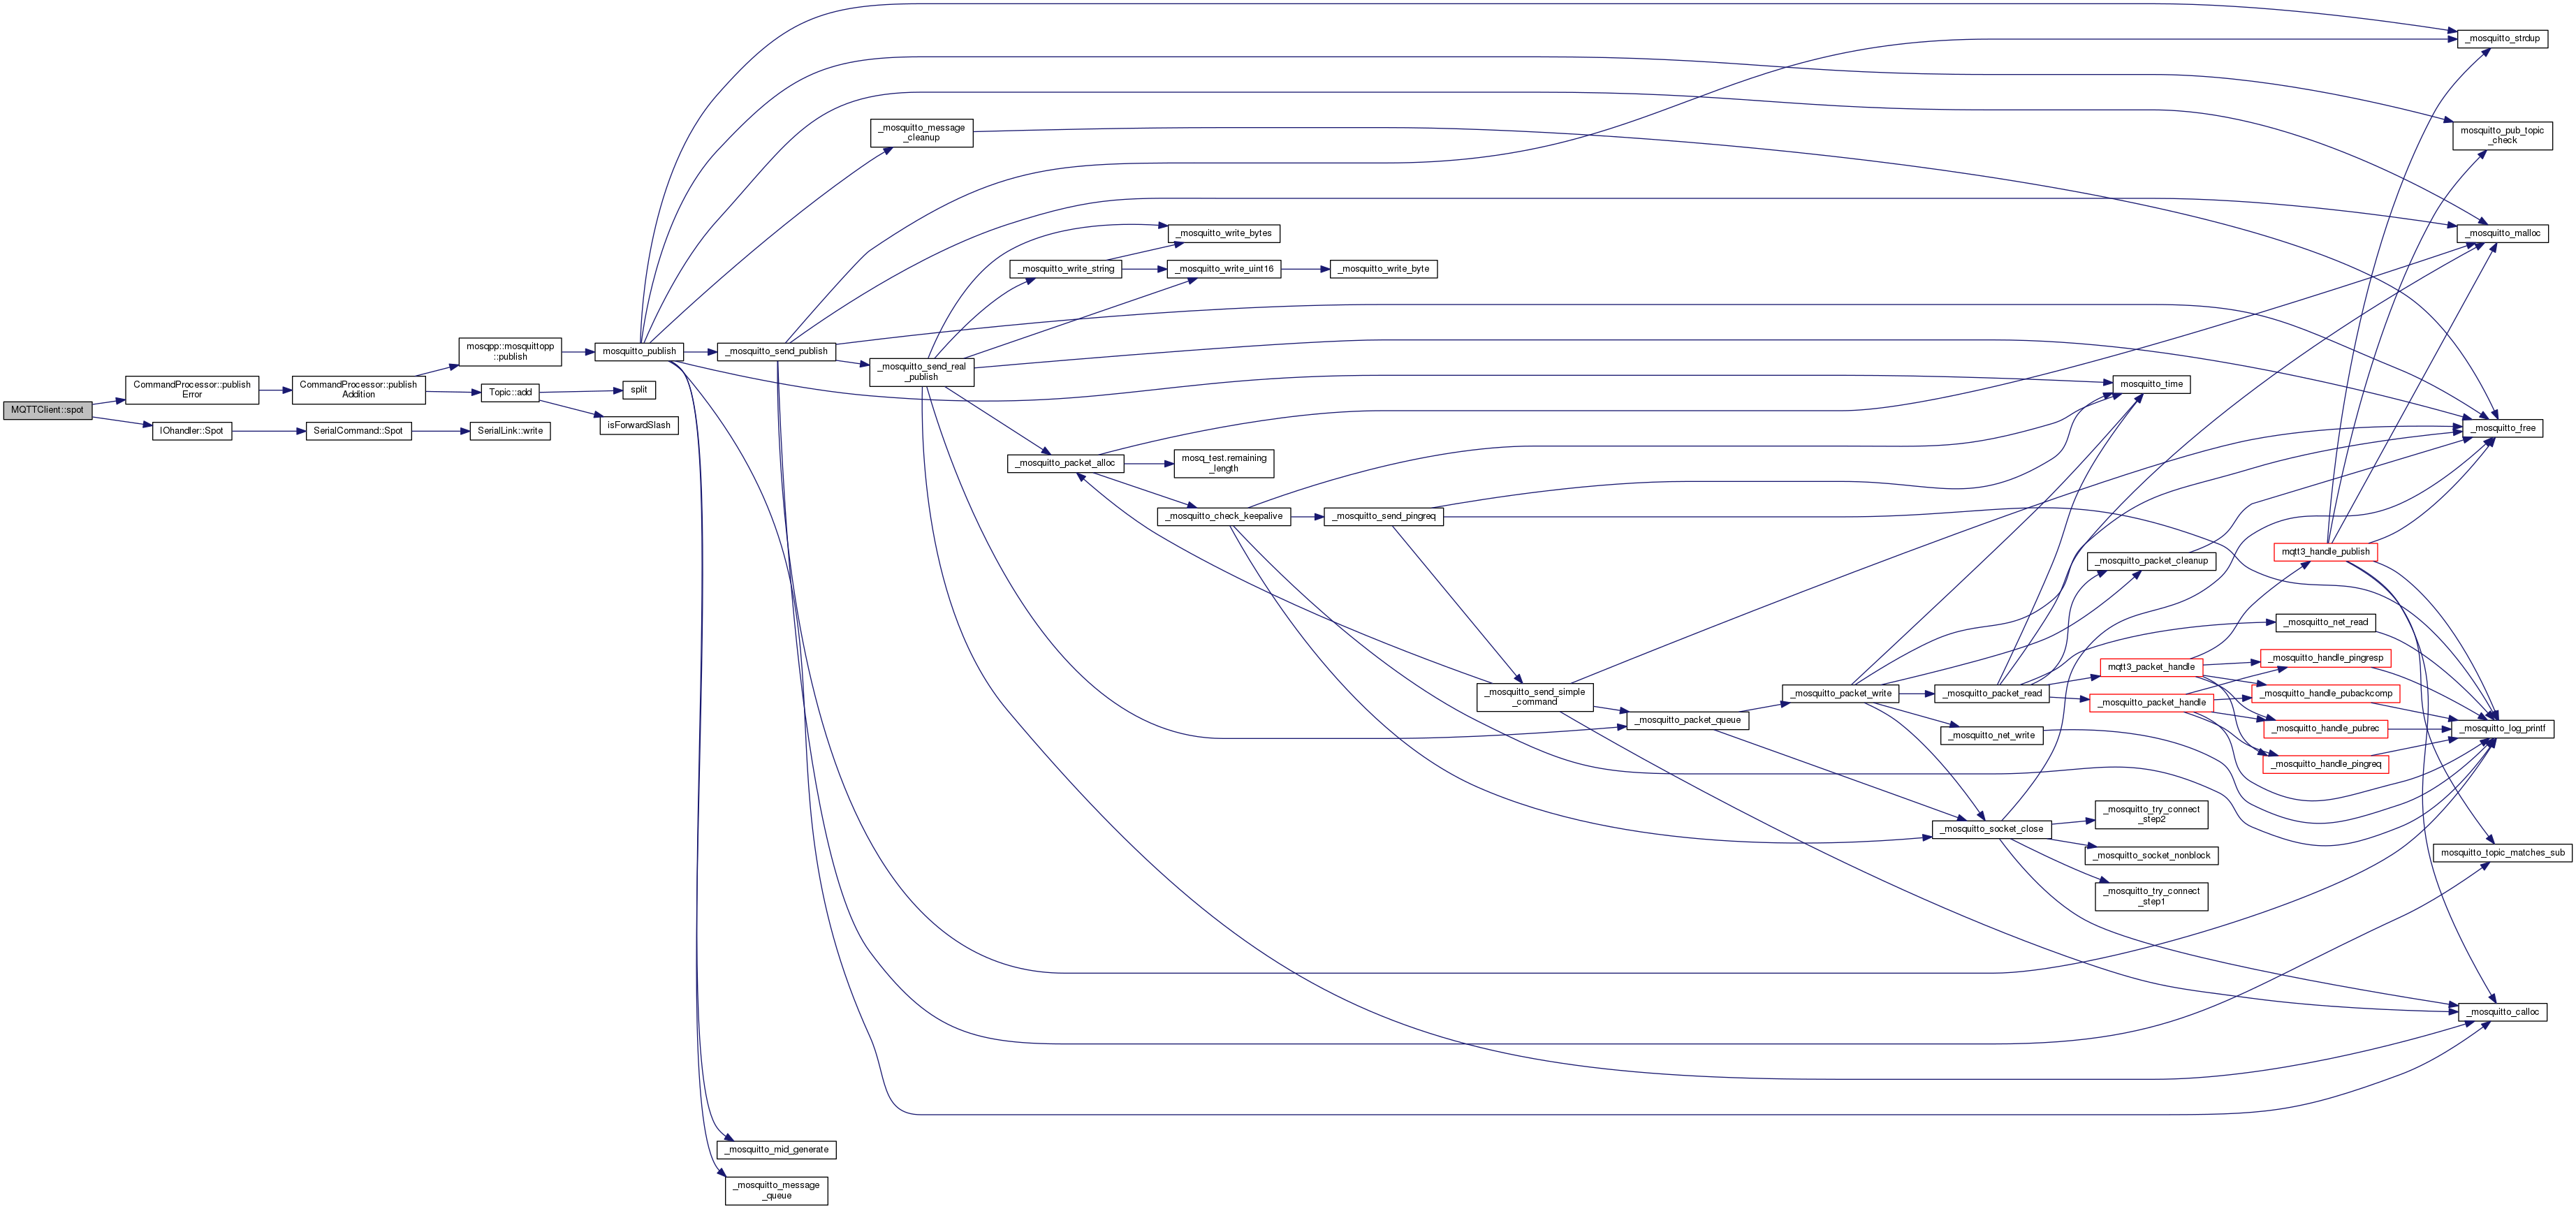 MQTTClient::spot
CommandProcessor::publish
Error
IOhandler::Spot
CommandProcessor::publish
Addition
SerialCommand::Spot
mosqpp::mosquittopp
::publish
Topic::add
SerialLink::write
mosquitto_publish
split
isForwardSlash
_mosquitto_send_publish
_mosquitto_mid_generate
_mosquitto_message
_queue
_mosquitto_message
_cleanup
_mosquitto_send_real
_publish
_mosquitto_write_string
_mosquitto_packet_alloc
_mosquitto_write_bytes
_mosquitto_write_uint16
mosq_test.remaining
_length
_mosquitto_check_keepalive
_mosquitto_write_byte
_mosquitto_send_pingreq
_mosquitto_send_simple
_command
_mosquitto_packet_queue
_mosquitto_packet_write
_mosquitto_packet_read
_mosquitto_net_write
_mosquitto_socket_close
mosquitto_time
_mosquitto_packet_cleanup
mqtt3_packet_handle
_mosquitto_packet_handle
_mosquitto_try_connect
_step2
_mosquitto_socket_nonblock
_mosquitto_try_connect
_step1
mqtt3_handle_publish
_mosquitto_net_read
_mosquitto_handle_pingresp
_mosquitto_handle_pubackcomp
_mosquitto_handle_pubrec
_mosquitto_handle_pingreq
_mosquitto_strdup
mosquitto_pub_topic
_check
_mosquitto_malloc
_mosquitto_free
_mosquitto_log_printf
mosquitto_topic_matches_sub
_mosquitto_calloc